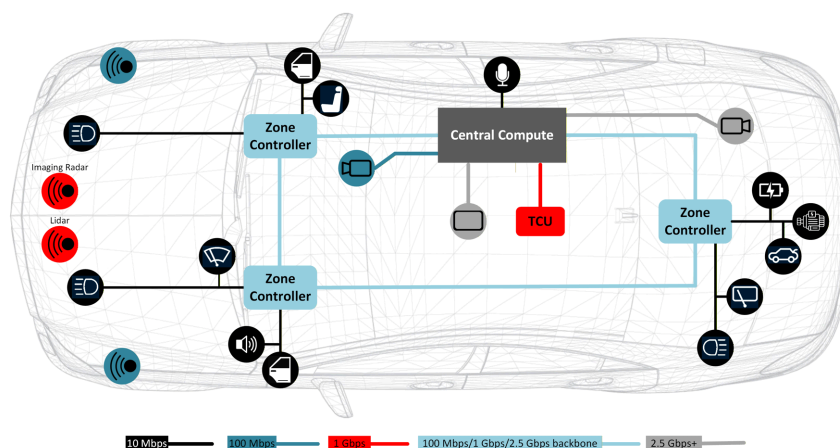 Zone
Controller
Central Compute
Imaging Radar
Lidar
TCU
Zone
Controller
Zone
Controller
10 Mbps
100 Mbps
1 Gbps
100 Mbps/1 Gbps/2.5 Gbps backbone
2.5 Gbps+